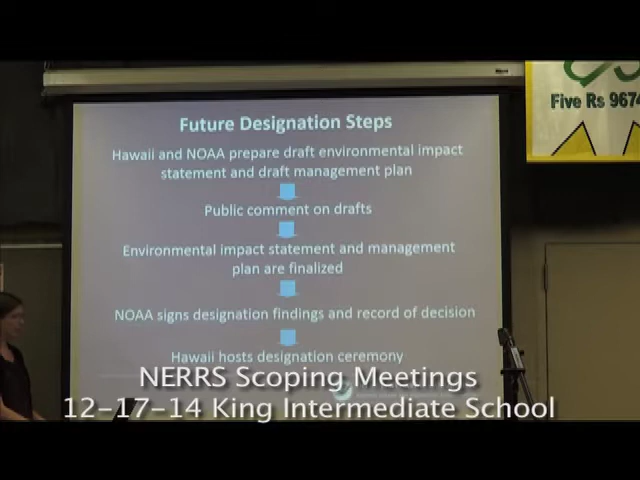 Future Designation Steps
Five Rs 9674
Hawaii and NOAA prepare draft environmental impact
statement and draft management plan
Public comment on drafts
Environmental impact statement and management
plan are finalized
NOAA signs designation findings and record of decision
Hawaii hosts designation ceremony
NERRS Scoping Meetings
12-17-14 King Intermediate School